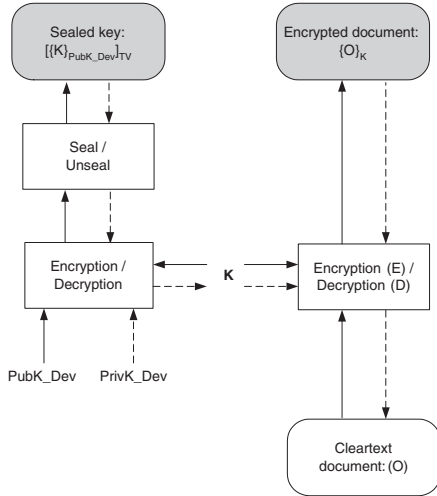 Sealed key:
[{K}PubK_Dev]TV
Encrypted document:
{O}K
Seal /
Unseal
Encryption /
Decryption
K
Encryption (E) /
Decryption (D)
PubK_Dev
PrivK_Dev
Cleartext
document: (O)